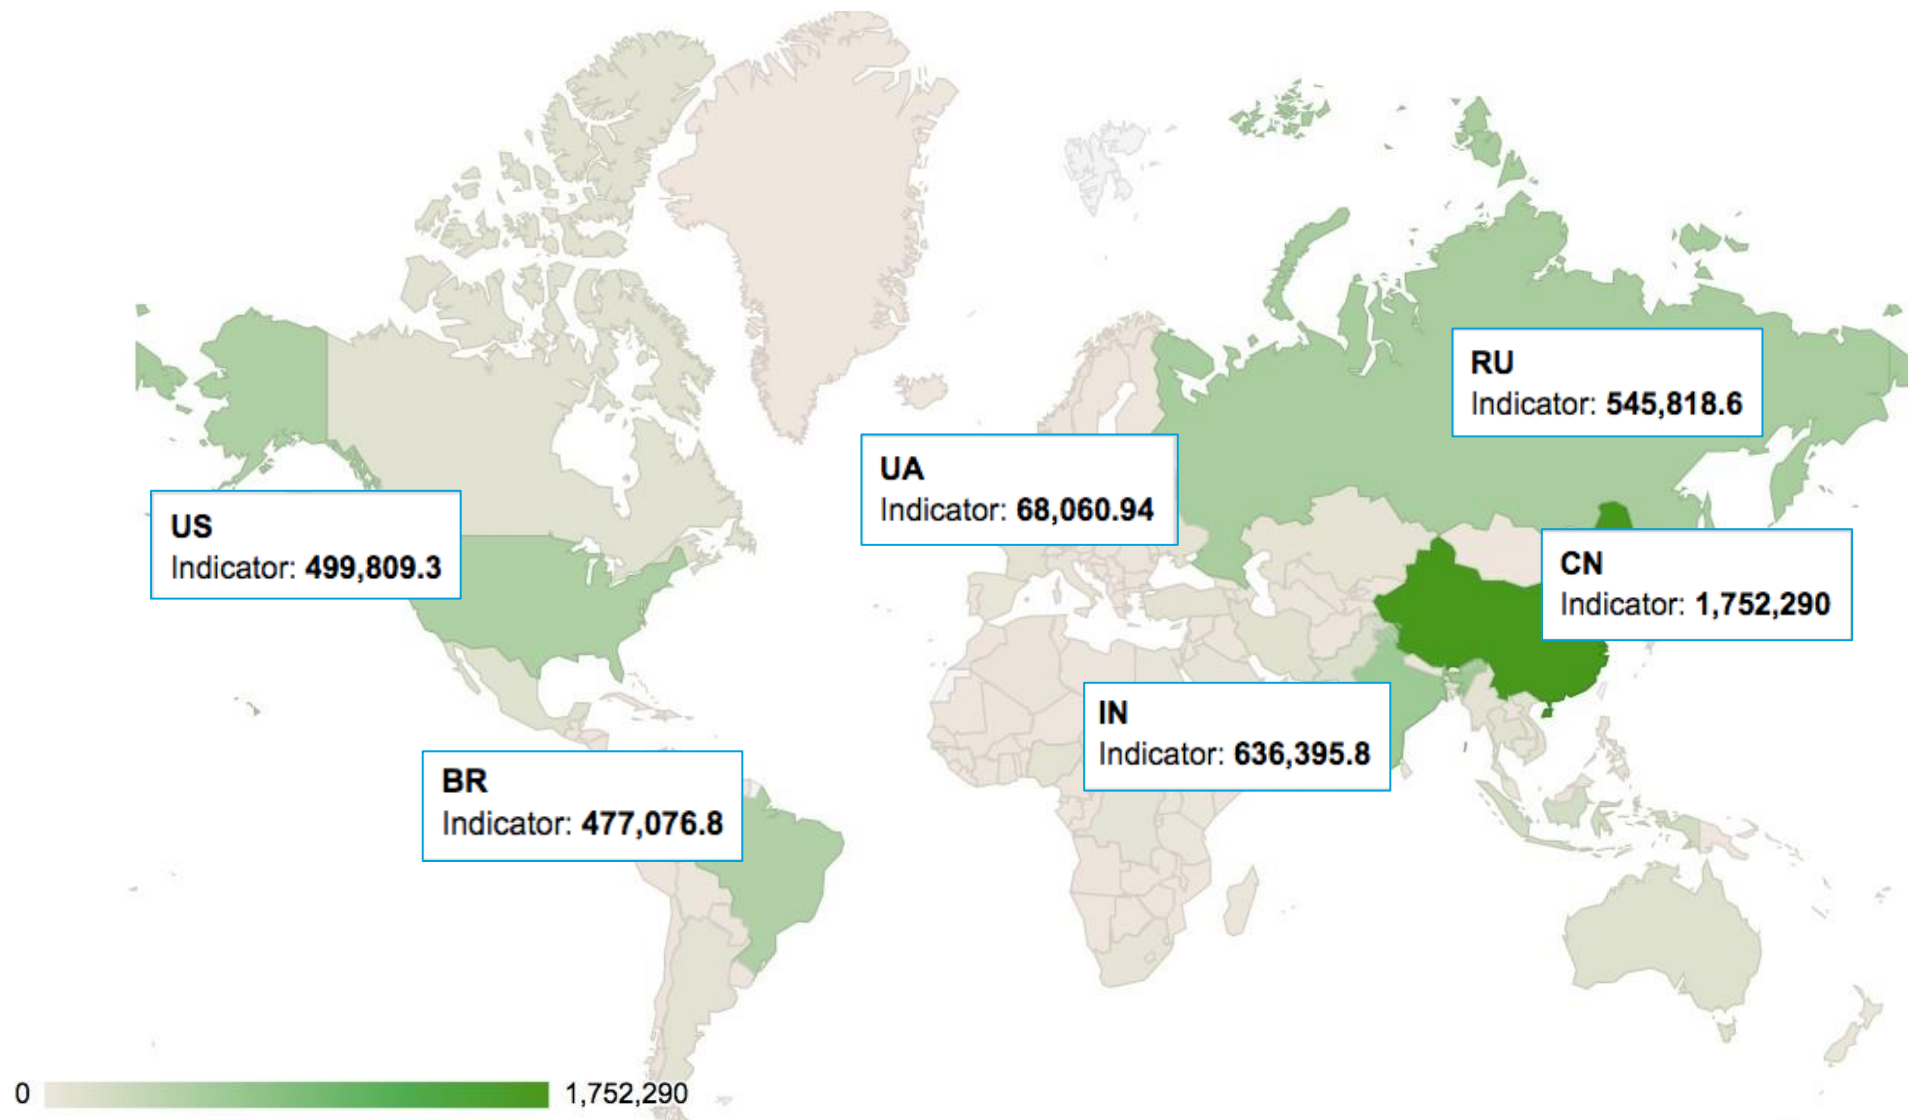 RU
Indicator: 545,818.6
UA
Indicator: 68,060.94
US
Indicator: 499,809.3
CN
Indicator: 1,752,290
IN
Indicator: 636,395.8
BR
Indicator: 477,076.8
0 1,752,290